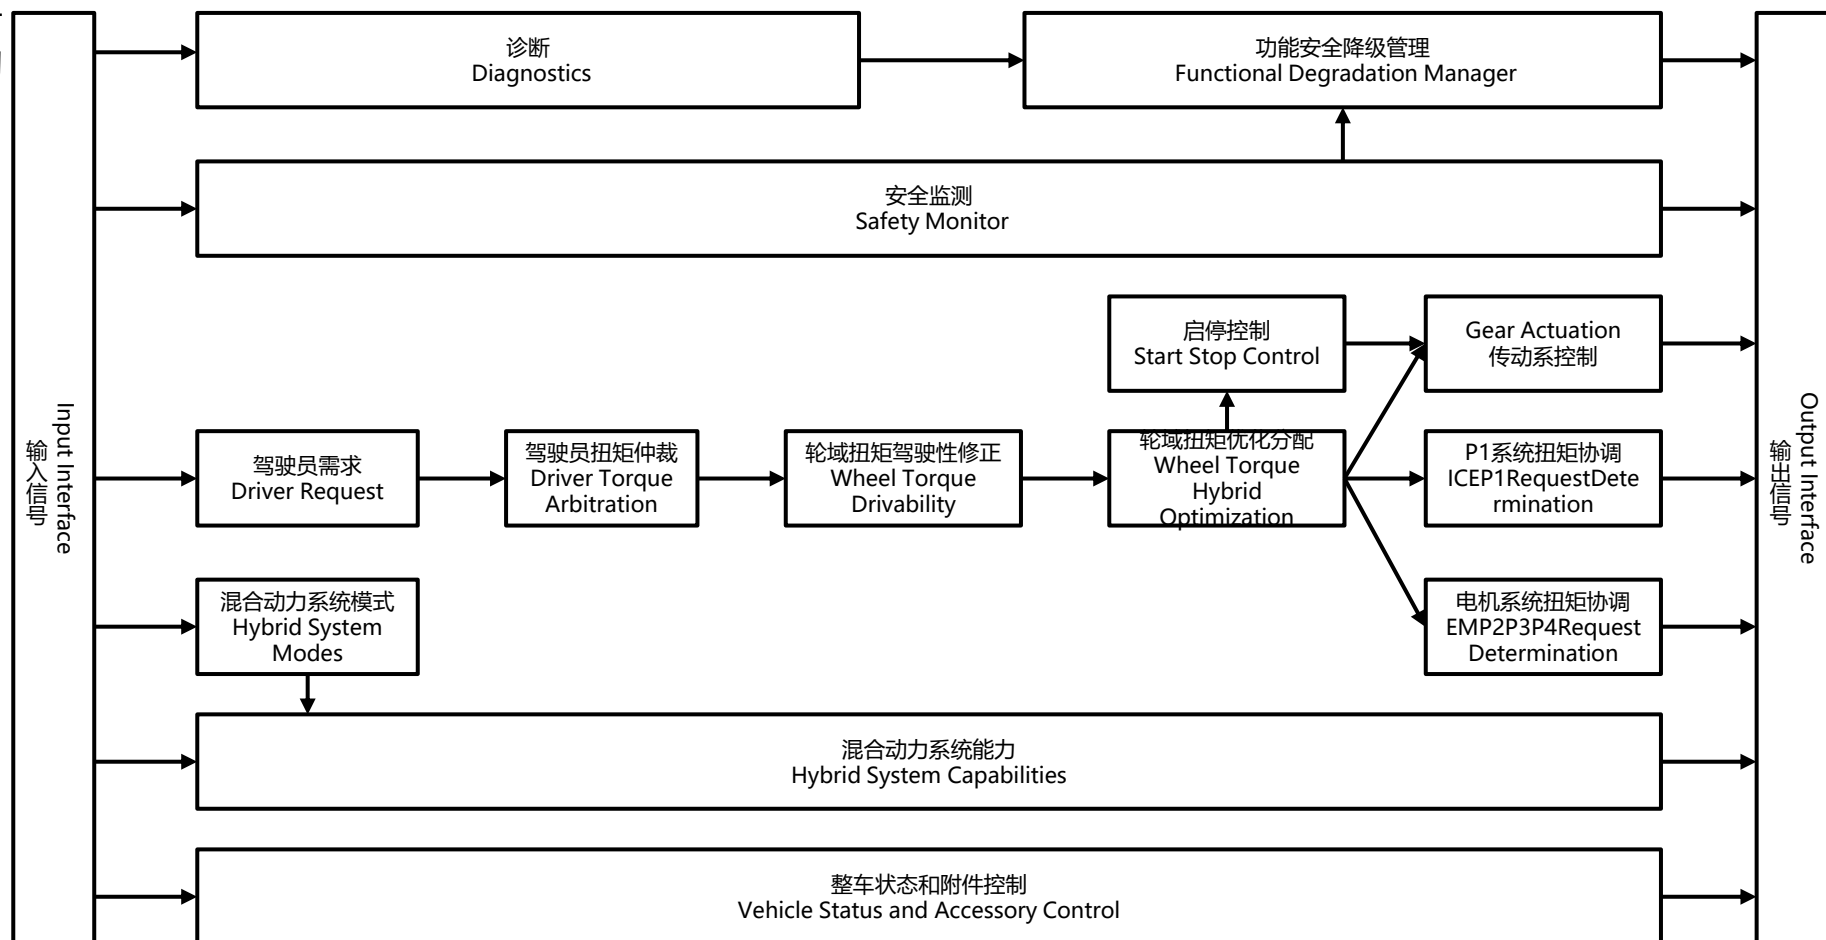 诊断
Diagnostics
功能安全降级管理
Functional Degradation Manager
安全监测
Safety Monitor
启停控制
Start Stop Control
Gear Actuation
传动系控制
Input Interface
输入信号
驾驶员需求
Driver Request
驾驶员扭矩仲裁
Driver Torque
Arbitration
轮域扭矩驾驶性修正
Wheel Torque
Drivability
轮域扭矩优化分配
Wheel Torque
Hybrid
Optimization
P1系统扭矩协调
ICEP1RequestDete
rmination
Output Interface
输出信号
混合动力系统模式
Hybrid System
Modes
电机系统扭矩协调
EMP2P3P4Request
Determination
混合动力系统能力
Hybrid System Capabilities
整车状态和附件控制
Vehicle Status and Accessory Control